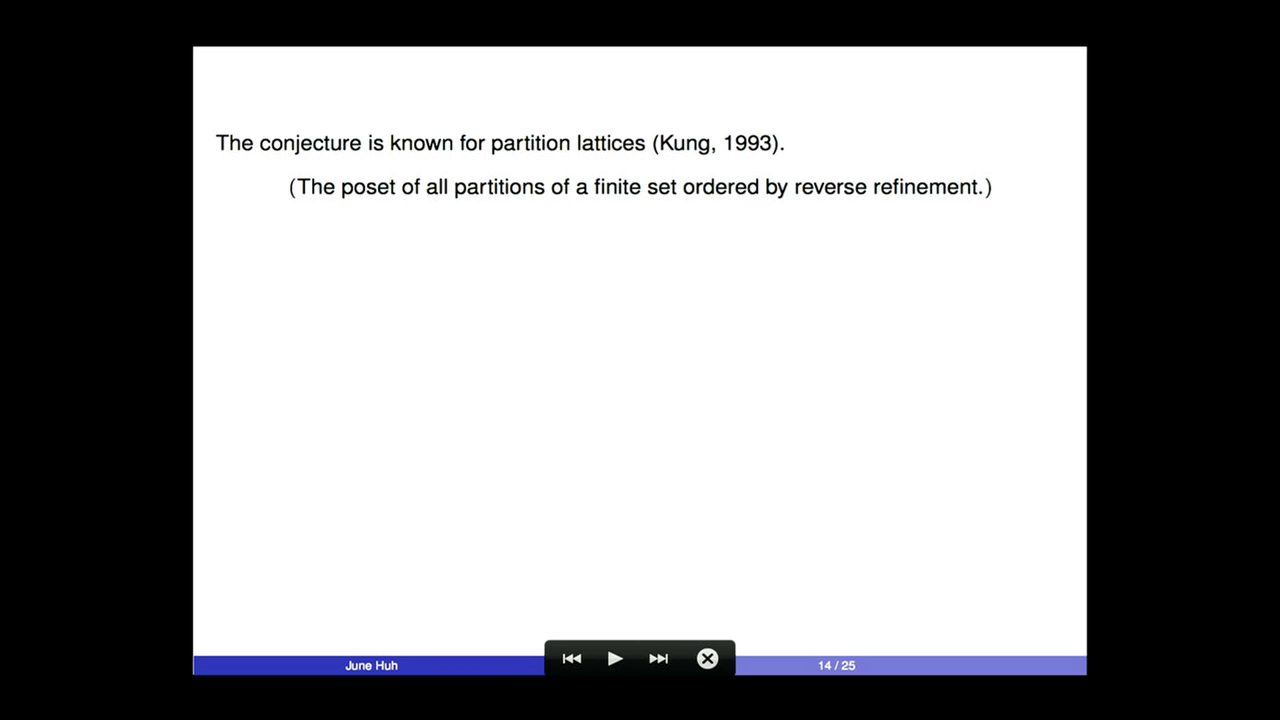 The conjecture is known for partition lattices (Kung, 1993).
(The poset of all partitions of a finite set ordered by reverse refinement.)
June Huh
14 / 25